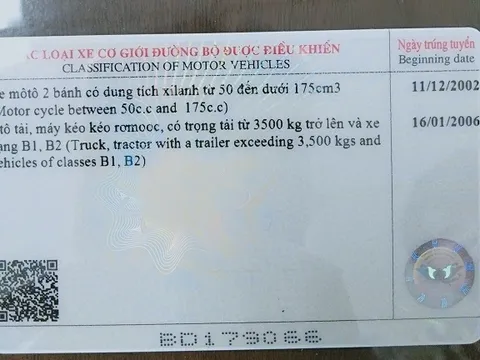 LOẠI XE CƠ GIỚI ĐƯỜNG BỘ ĐƯỢC ĐIỀU KHIỂN
CLASSIFICATION OF MOTOR VEHICLES
Ngày trúng tuyển
Beginning date
môtô 2 bánh có dung tích xilanh từ 50 đến dưới 175cm3
Motor cycle between 50c.c and 175c.c)
11/12/2002
tô tải, máy kéo kéo rơmooc, có trọng tải từ 3500 kg trở lên và xe
ạng B1, B2 (Truck, tractor with a trailer exceeding 3,500 kgs and
ehicles of classes B1, B2)
16/01/2006
BD179066